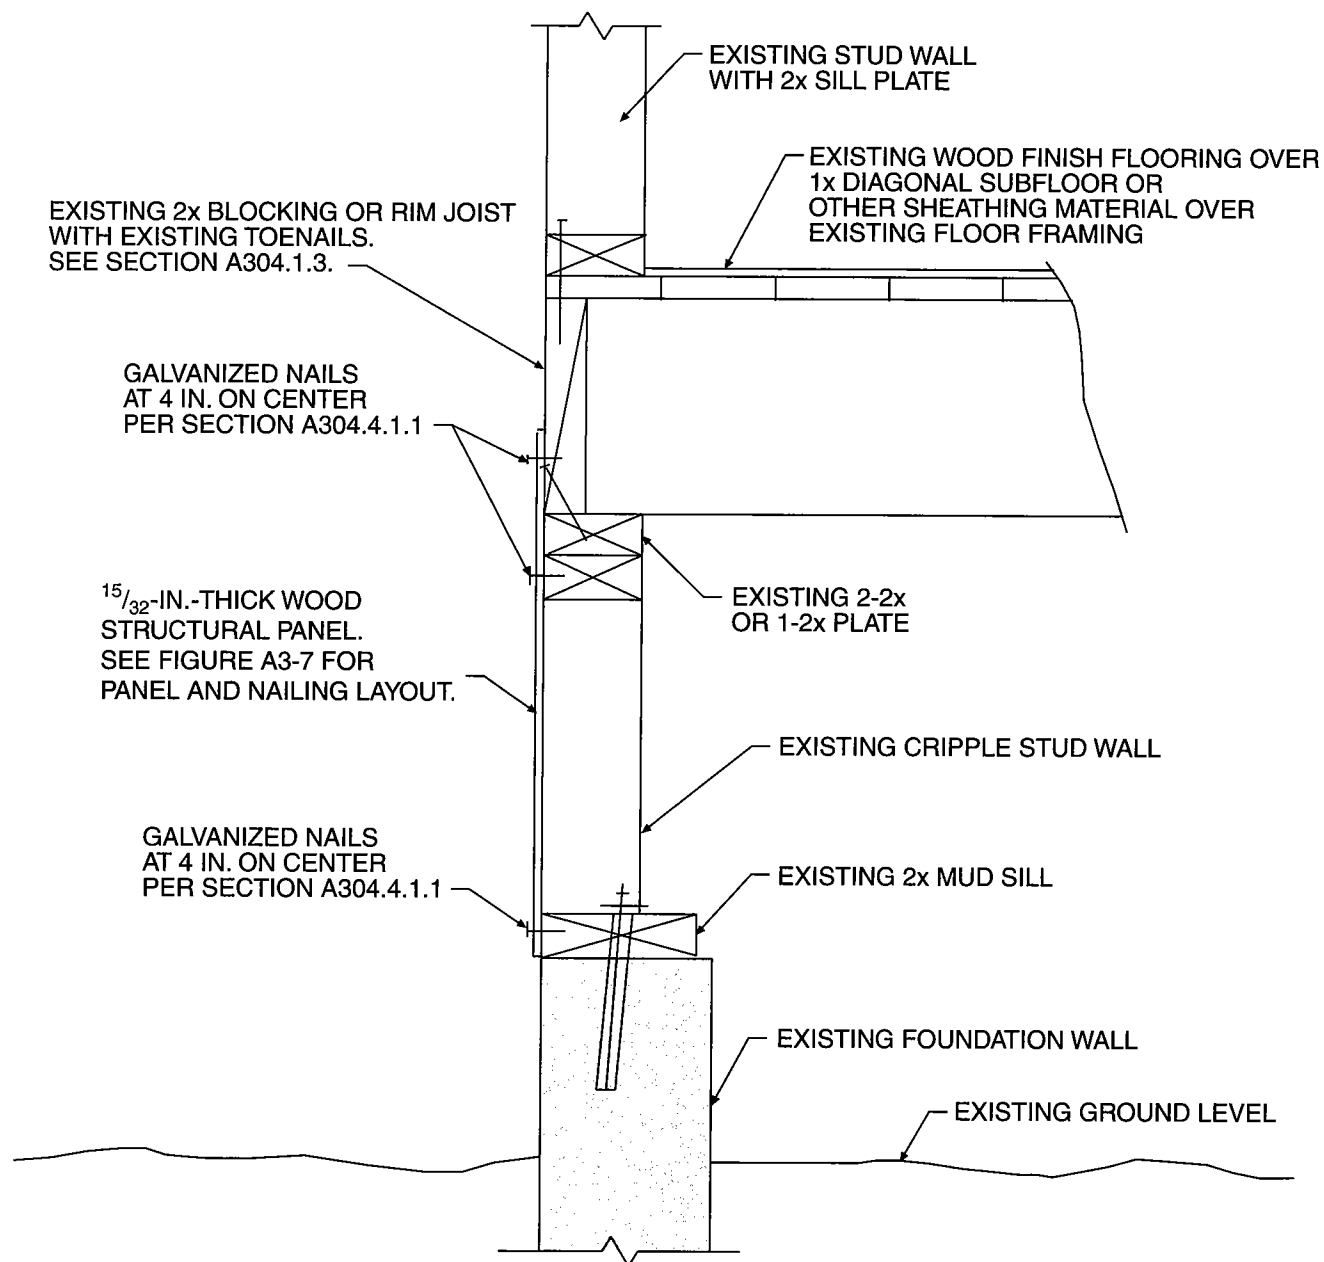 EXISTING STUD WALL
WITH 2x SILL PLATE
EXISTING WOOD FINISH FLOORING OVER
1x DIAGONAL SUBFLOOR OR
OTHER SHEATHING MATERIAL OVER
EXISTING FLOOR FRAMING
EXISTING 2x BLOCKING OR RIM JOIST
WITH EXISTING TOENAILS.
SEE SECTION A304.1.3.
GALVANIZED NAILS
AT 4 IN. ON CENTER
PER SECTION A304.4.1.1
15/32-IN.-THICK WOOD
STRUCTURAL PANEL.
SEE FIGURE A3-7 FOR
PANEL AND NAILING LAYOUT.
EXISTING 2-2x
OR 1-2x PLATE
EXISTING CRIPPLE STUD WALL
GALVANIZED NAILS
AT 4 IN. ON CENTER
PER SECTION A304.4.1.1
EXISTING 2x MUD SILL
EXISTING FOUNDATION WALL
EXISTING GROUND LEVEL